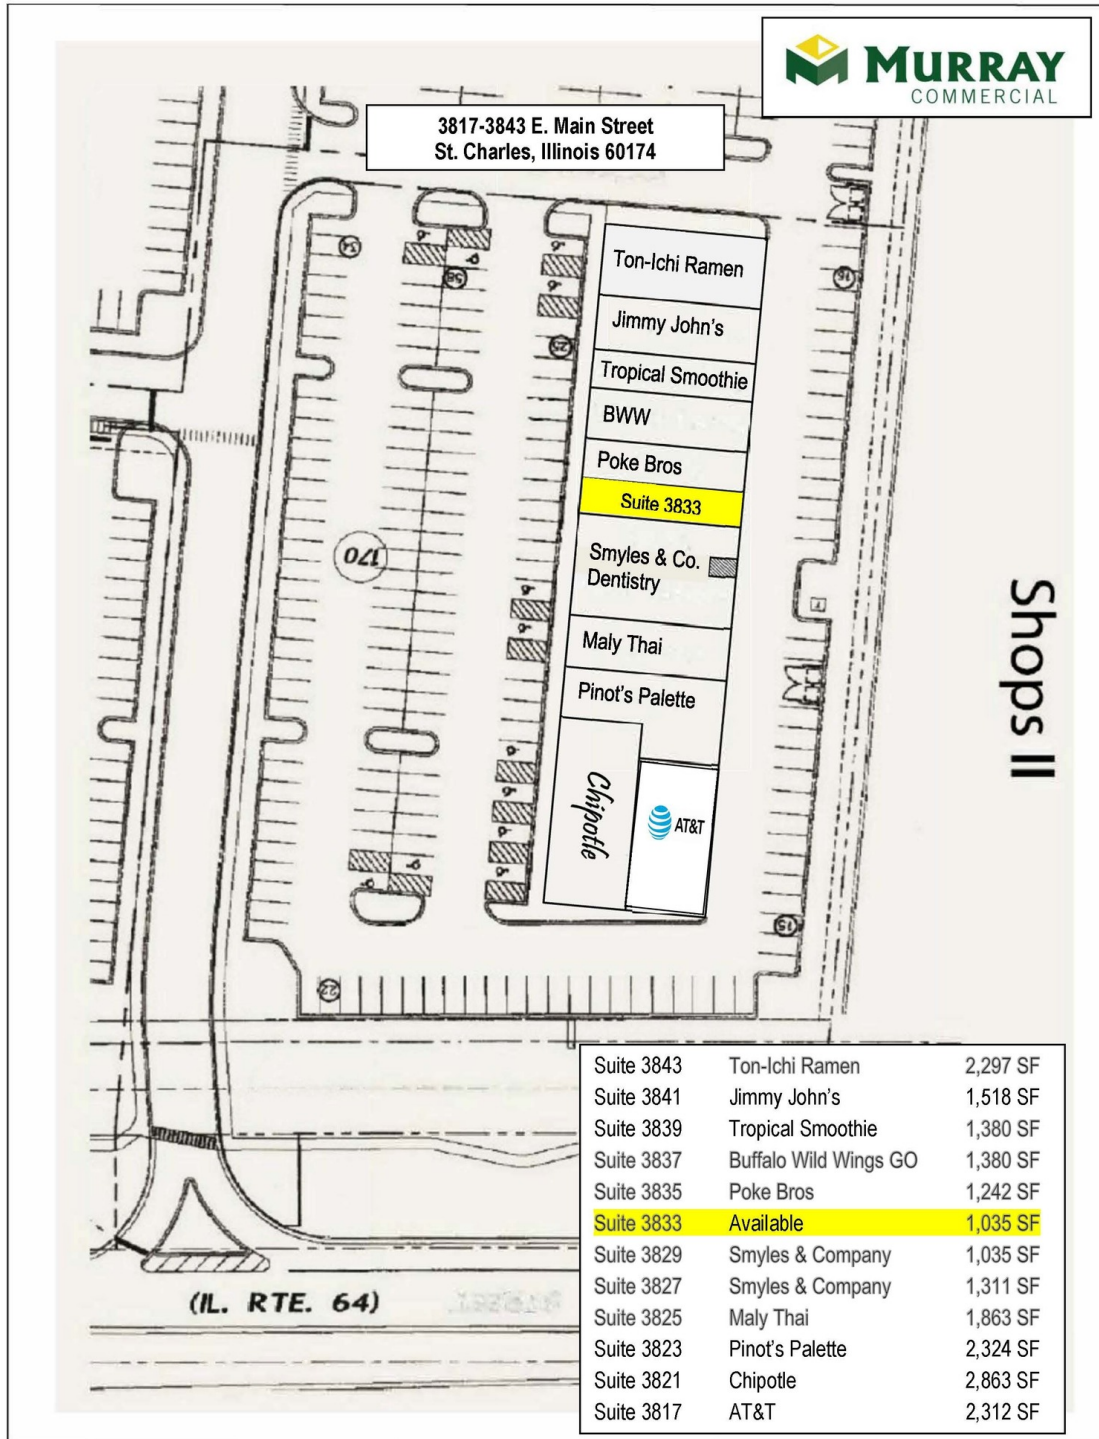 MURRAY
COMMERCIAL
3817-3843 E. Main Street
St. Charles, Illinois 60174
Ton-Ichi Ramen
Jimmy John's
Tropical Smoothie
BWW
Poke Bros
Suite 3833
Smyles & Co.
Dentistry
Maly Thai
Pinot's Palette
Chipotle
AT&T
34
58
25
16
170
15
22
Shops II
(IL. RTE. 64)
Suite 3843 Ton-Ichi Ramen 2,297 SF
Suite 3841 Jimmy John's 1,518 SF
Suite 3839 Tropical Smoothie 1,380 SF
Suite 3837 Buffalo Wild Wings GO 1,380 SF
Suite 3835 Poke Bros 1,242 SF
Suite 3833 Available 1,035 SF
Suite 3829 Smyles & Company 1,035 SF
Suite 3827 Smyles & Company 1,311 SF
Suite 3825 Maly Thai 1,863 SF
Suite 3823 Pinot's Palette 2,324 SF
Suite 3821 Chipotle 2,863 SF
Suite 3817 AT&T 2,312 SF